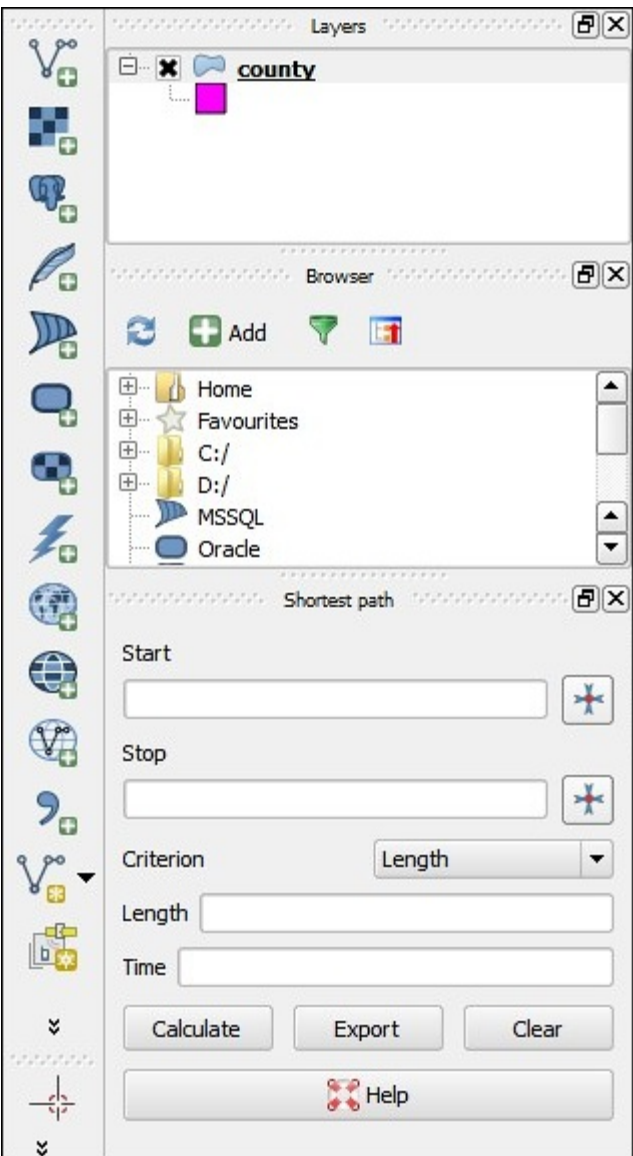 Layers
county
Browser
Add
Home
Favourites
C:/
D:/
MSSQL
Oracle
Shortest path
Start
Stop
Criterion Length
Length
Time
Calculate Export Clear
Help